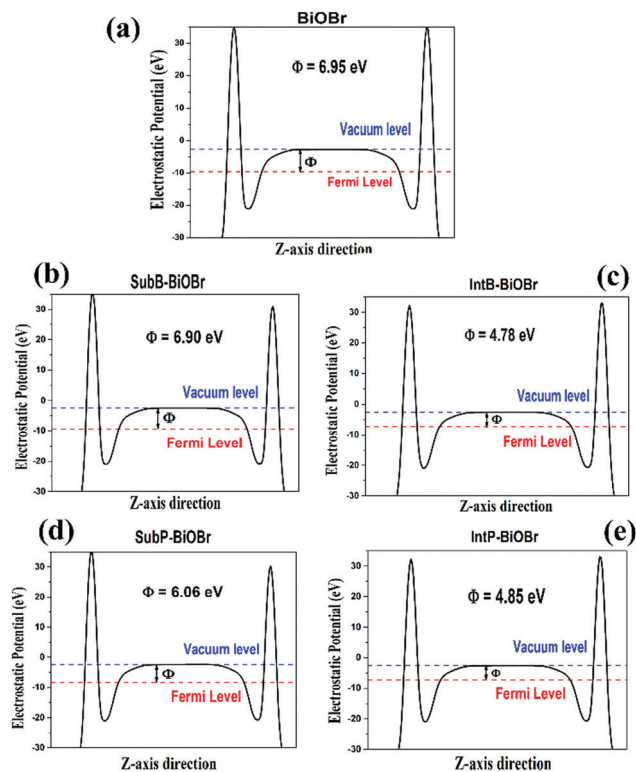 (a)
BiOBr
Electrostatic Potential (eV)
30
20
10
0
-10
-20
-30
Φ = 6.95 eV
Vacuum level
Φ
Fermi Level
Z-axis direction
(b)
SubB-BiOBr
Electrostatic Potential (eV)
30
20
10
0
-10
-20
-30
Φ = 6.90 eV
Vacuum level
Φ
Fermi Level
Z-axis direction
(c)
IntB-BiOBr
Electrostatic Potential (eV)
30
20
10
0
-10
-20
-30
Φ = 4.78 eV
Vacuum level
Φ
Fermi Level
Z-axis direction
(d)
SubP-BiOBr
Electrostatic Potential (eV)
30
20
10
0
-10
-20
-30
Φ = 6.06 eV
Vacuum level
Φ
Fermi Level
Z-axis direction
(e)
IntP-BiOBr
Electrostatic Potential (eV)
30
20
10
0
-10
-20
-30
Φ = 4.85 eV
Vacuum level
Φ
Fermi Level
Z-axis direction